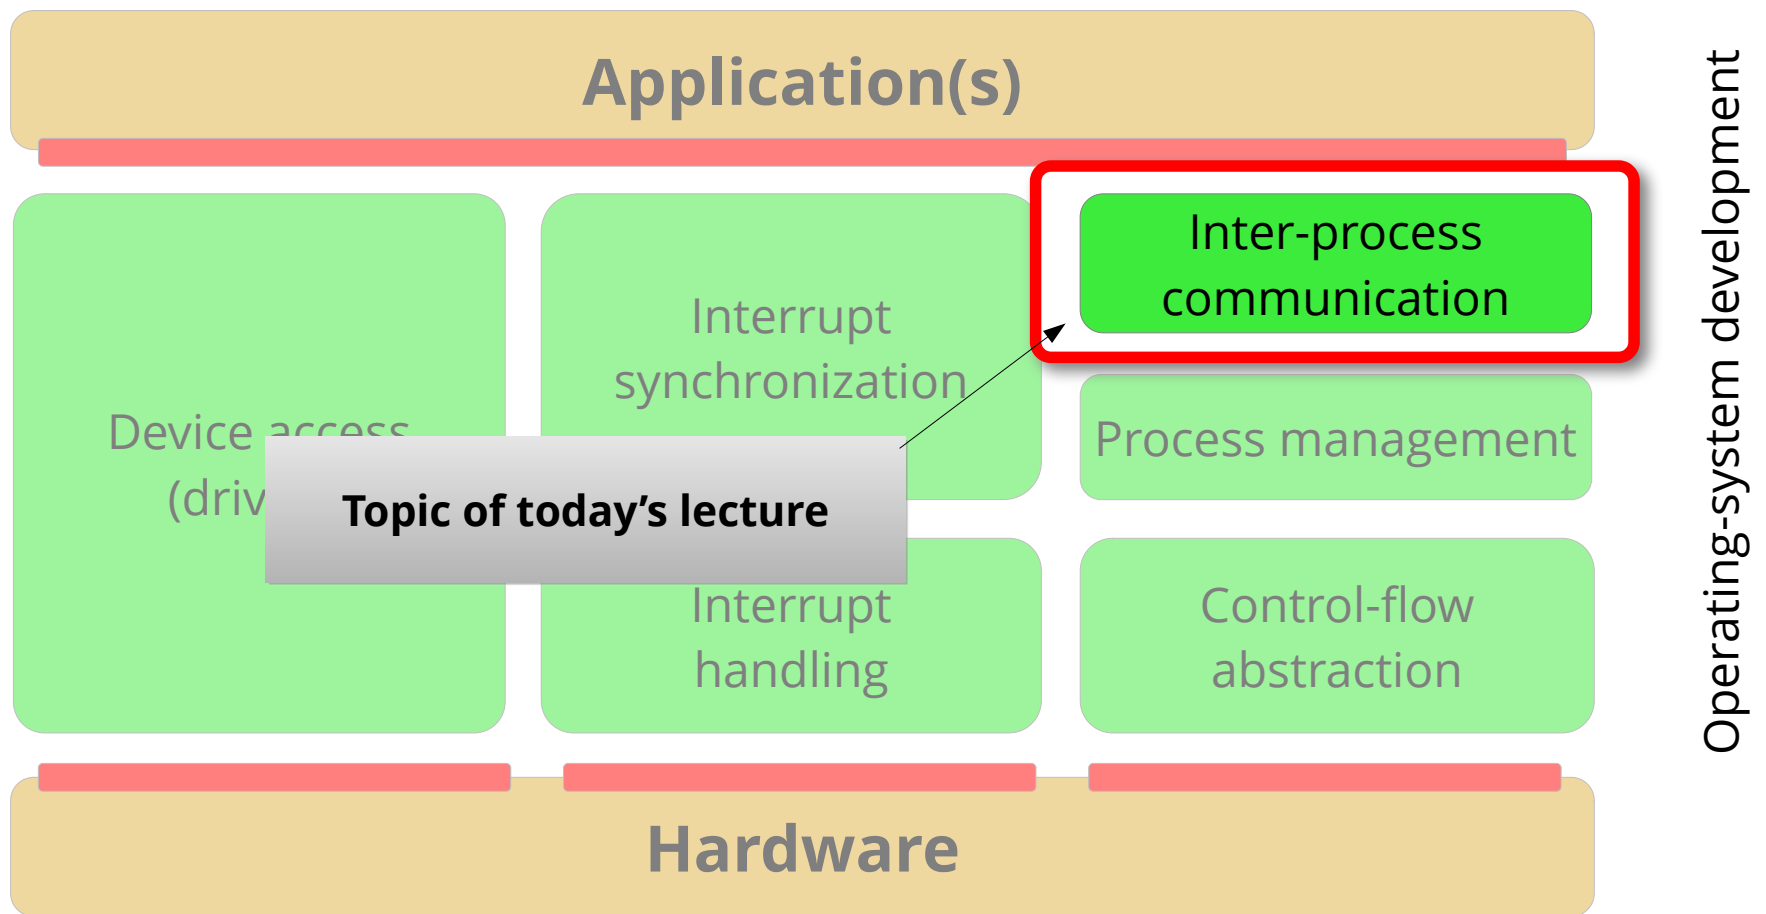 Application(s)
Inter-process
communication
Interrupt
synchronization
Process management
Device access
(driv
Topic of today’s lecture
Interrupt
handling
Control-flow
abstraction
Hardware
Operating-system development